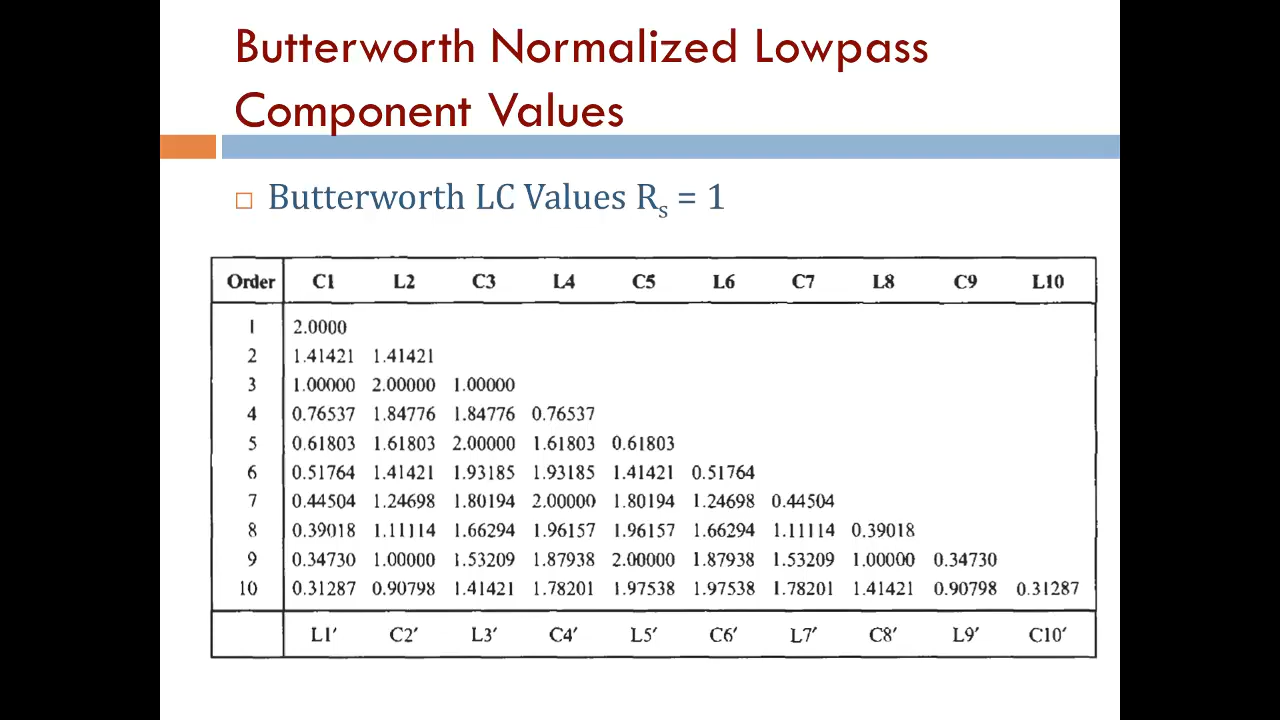 Butterworth Normalized Lowpass
Component Values
Butterworth LC Values Rs = 1
Order C1 L2 C3 L4 C5 L6 C7 L8 C9 L10
1 2.0000
2 1.41421 1.41421
3 1.00000 2.00000 1.00000
4 0.76537 1.84776 1.84776 0.76537
5 0.61803 1.61803 2.00000 1.61803 0.61803
6 0.51764 1.41421 1.93185 1.93185 1.41421 0.51764
7 0.44504 1.24698 1.80194 2.00000 1.80194 1.24698 0.44504
8 0.39018 1.11114 1.66294 1.96157 1.96157 1.66294 1.11114 0.39018
9 0.34730 1.00000 1.53209 1.87938 2.00000 1.87938 1.53209 1.00000 0.34730
10 0.31287 0.90798 1.41421 1.78201 1.97538 1.97538 1.78201 1.41421 0.90798 0.31287
L1′ C2′ L3′ C4′ L5′ C6′ L7′ C8′ L9′ C10′